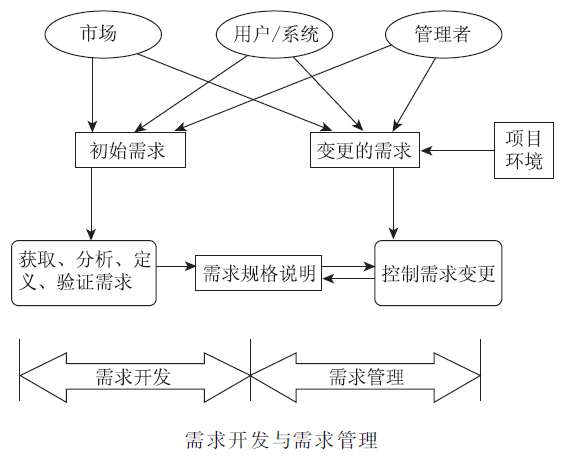 市场
用户/系统
管理者
初始需求
变更的需求
项目
环境
获取、分析、定
义、验证需求
需求规格说明
控制需求变更
需求开发
需求管理
需求开发与需求管理